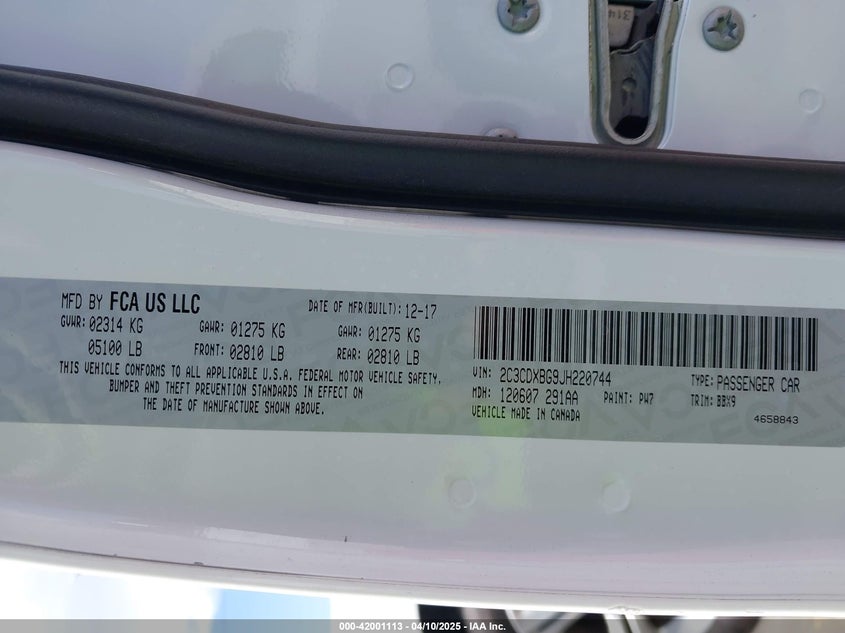 314
MFD BY FCA US LLC
DATE OF MFR(BUILT): 12-17
GVWR: 02314 KG
GAWR: 01275 KG
GAWR: 01275 KG
05100 LB
FRONT: 02810 LB
REAR: 02810 LB
THIS VEHICLE CONFORMS TO ALL APPLICABLE U.S.A. FEDERAL MOTOR VEHICLE SAFETY,
BUMPER AND THEFT PREVENTION STANDARDS IN EFFECT ON
THE DATE OF MANUFACTURE SHOWN ABOVE.
VIN: 2C3CDXBG9JH220744
TYPE: PASSENGER CAR
MDH: 120607 291AA
PAINT: PW7
TRIM: BBX9
VEHICLE MADE IN CANADA
4658843
000-42001113 - 04/10/2025 - IAA Inc.